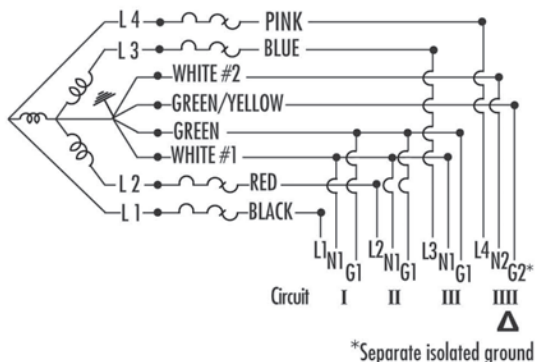 L 4 PINK
L 3 BLUE
WHITE #2
GREEN/YELLOW
GREEN
WHITE #1
L 2 RED
L 1 BLACK
L1 N1 G1 L2 N1 G1 L3 N1 G1 L4 N2 G2*
Circuit I II III IIII
Δ
*Separate isolated ground